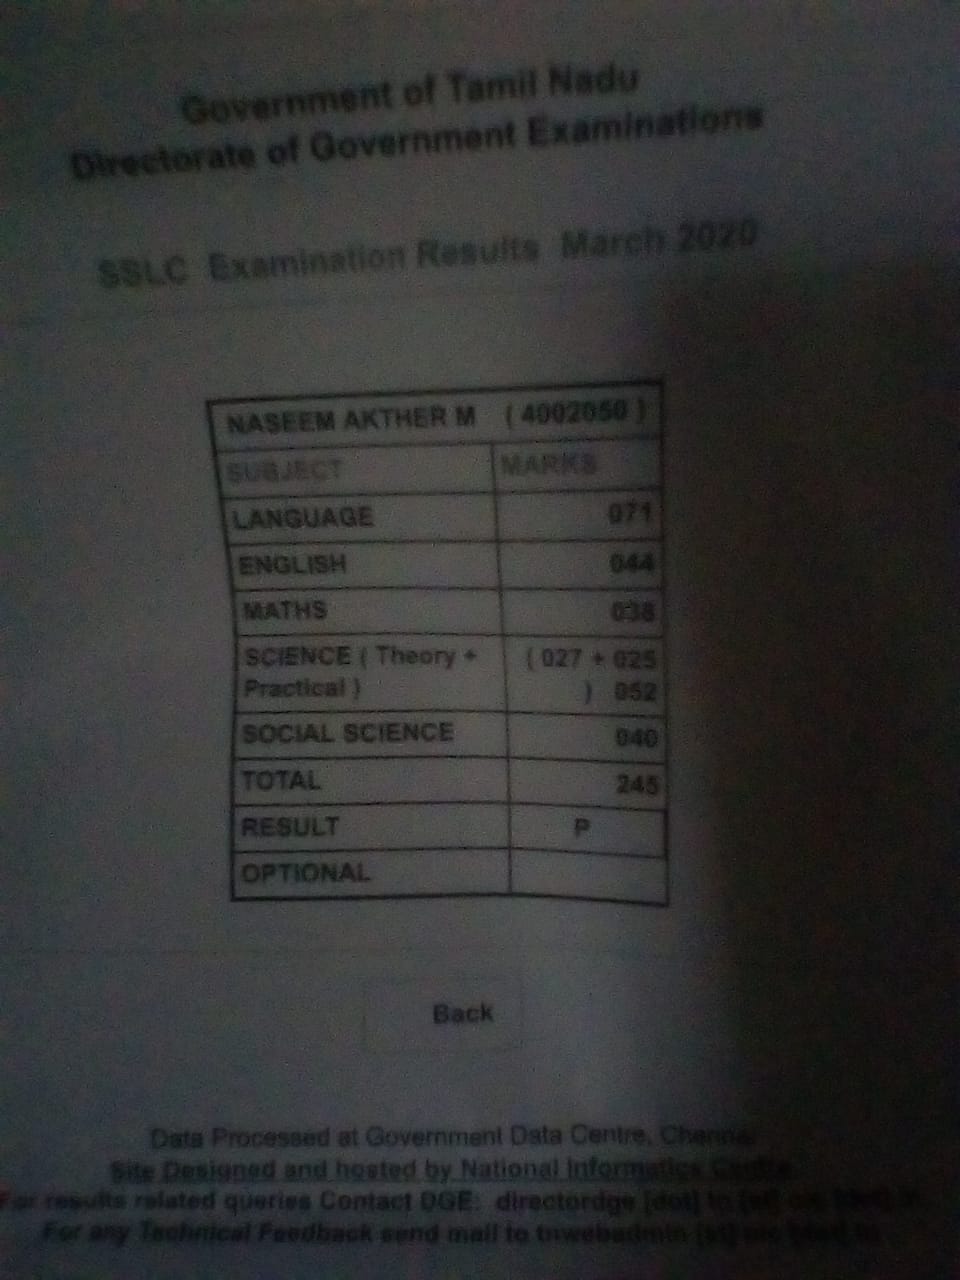 Government of Tamil Nadu
Directorate of Government Examinations
SSLC Examination Results March 2020
NASEEM AKTHER M ( 4002050 )
SUBJECT MARKS
LANGUAGE 071
ENGLISH 044
MATHS 038
SCIENCE ( Theory + ( 027 + 025
Practical ) ) 052
SOCIAL SCIENCE 040
TOTAL 245
RESULT P
OPTIONAL
Back
Data Processed at Government Data Centre, Chennai
Site Designed and hosted by National Informatics Centre
For results related queries Contact DGE: directordge [dot] tn [at]
For any Technical Feedback send mail to tnwebadmin [at]